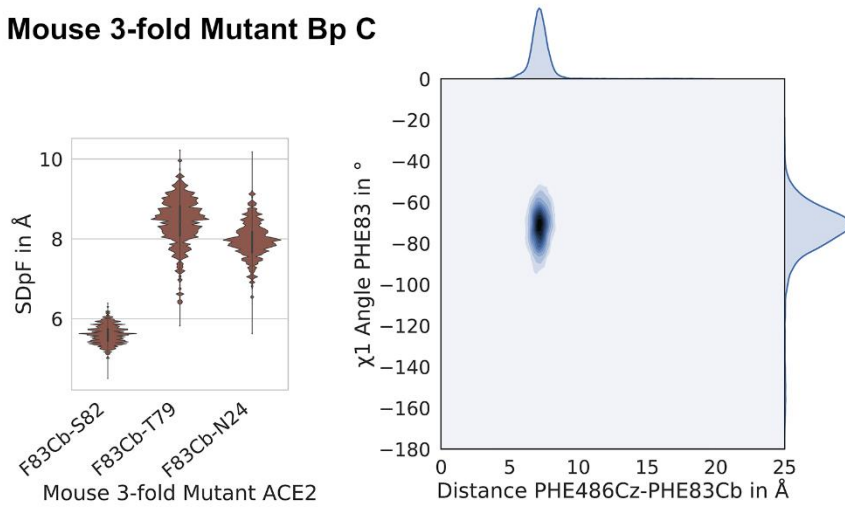 Mouse 3-fold Mutant Bp C
SDpF in Å
10
8
6
F83Cb-S82
F83Cb-T79
F83Cb-N24
Mouse 3-fold Mutant ACE2
χ1 Angle PHE83 in °
0
−20
−40
−60
−80
−100
−120
−140
−160
−180
0 5 10 15 20 25
Distance PHE486Cz-PHE83Cb in Å